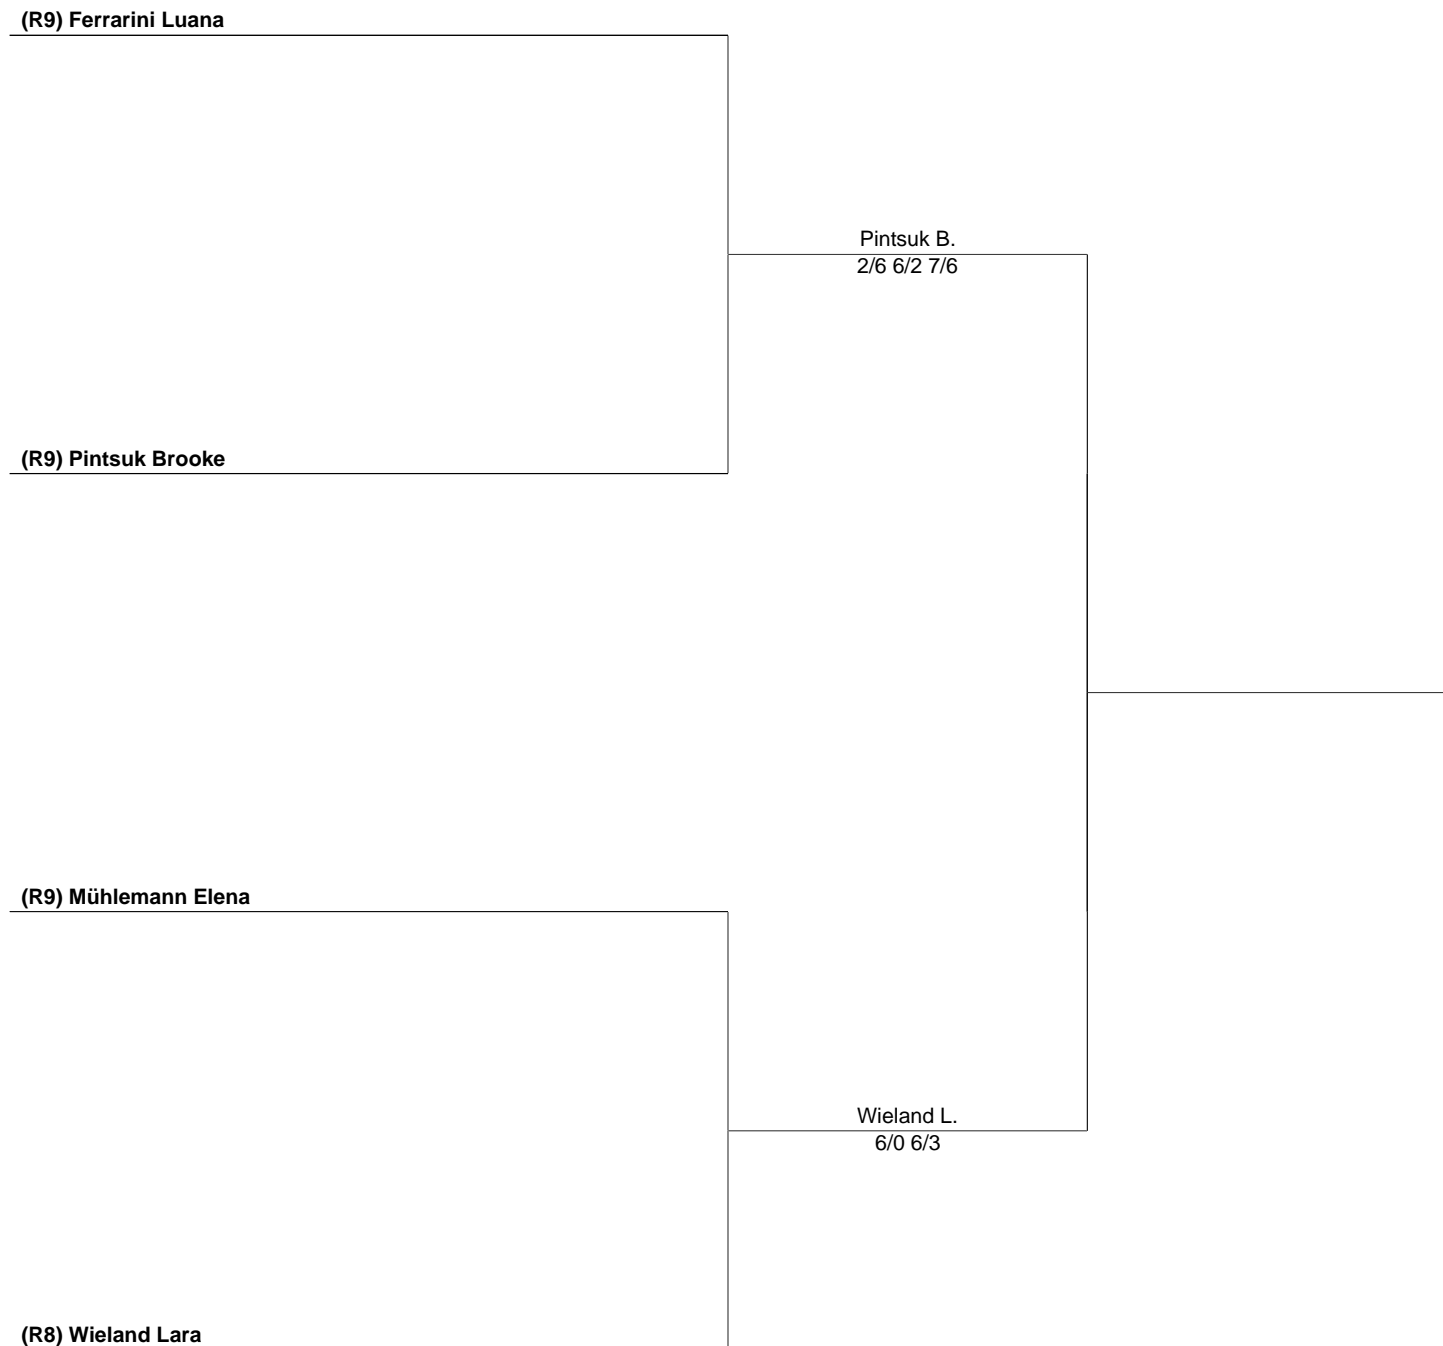 (R9) Ferrarini Luana
Pintsuk B.
2/6 6/2 7/6
(R9) Pintsuk Brooke
(R9) Mühlemann Elena
Wieland L.
6/0 6/3
(R8) Wieland Lara